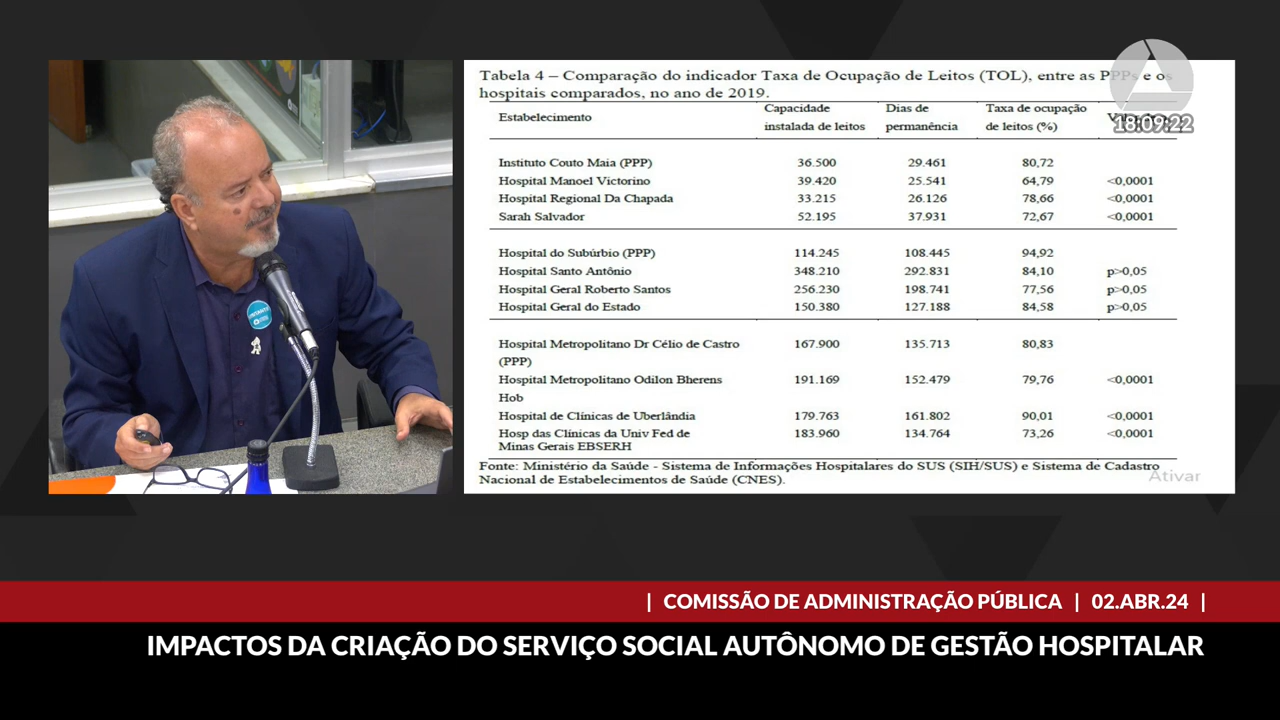 Tabela 4 – Comparação do indicador Taxa de Ocupação de Leitos (TOL), entre as PPPs e os
hospitais comparados, no ano de 2019.
Estabelecimento Capacidade instalada de leitos Dias de permanência Taxa de ocupação de leitos (%)
18:09:22
Instituto Couto Maia (PPP) 36.500 29.461 80,72
Hospital Manoel Victorino 39.420 25.541 64,79 <0,0001
Hospital Regional Da Chapada 33.215 26.126 78,66 <0,0001
Sarah Salvador 52.195 37.931 72,67 <0,0001
Hospital do Subúrbio (PPP) 114.245 108.445 94,92
Hospital Santo Antônio 348.210 292.831 84,10 p>0,05
Hospital Geral Roberto Santos 256.230 198.741 77,56 p>0,05
Hospital Geral do Estado 150.380 127.188 84,58 p>0,05
Hospital Metropolitano Dr Célio de Castro 167.900 135.713 80,83
(PPP)
Hospital Metropolitano Odilon Bherens 191.169 152.479 79,76 <0,0001
Hob
Hospital de Clínicas de Uberlândia 179.763 161.802 90,01 <0,0001
Hosp das Clínicas da Univ Fed de 183.960 134.764 73,26 <0,0001
Minas Gerais EBSERH
Fonte: Ministério da Saúde - Sistema de Informações Hospitalares do SUS (SIH/SUS) e Sistema de Cadastro
Nacional de Estabelecimentos de Saúde (CNES).
Ativar
| COMISSÃO DE ADMINISTRAÇÃO PÚBLICA | 02.ABR.24 |
IMPACTOS DA CRIAÇÃO DO SERVIÇO SOCIAL AUTÔNOMO DE GESTÃO HOSPITALAR